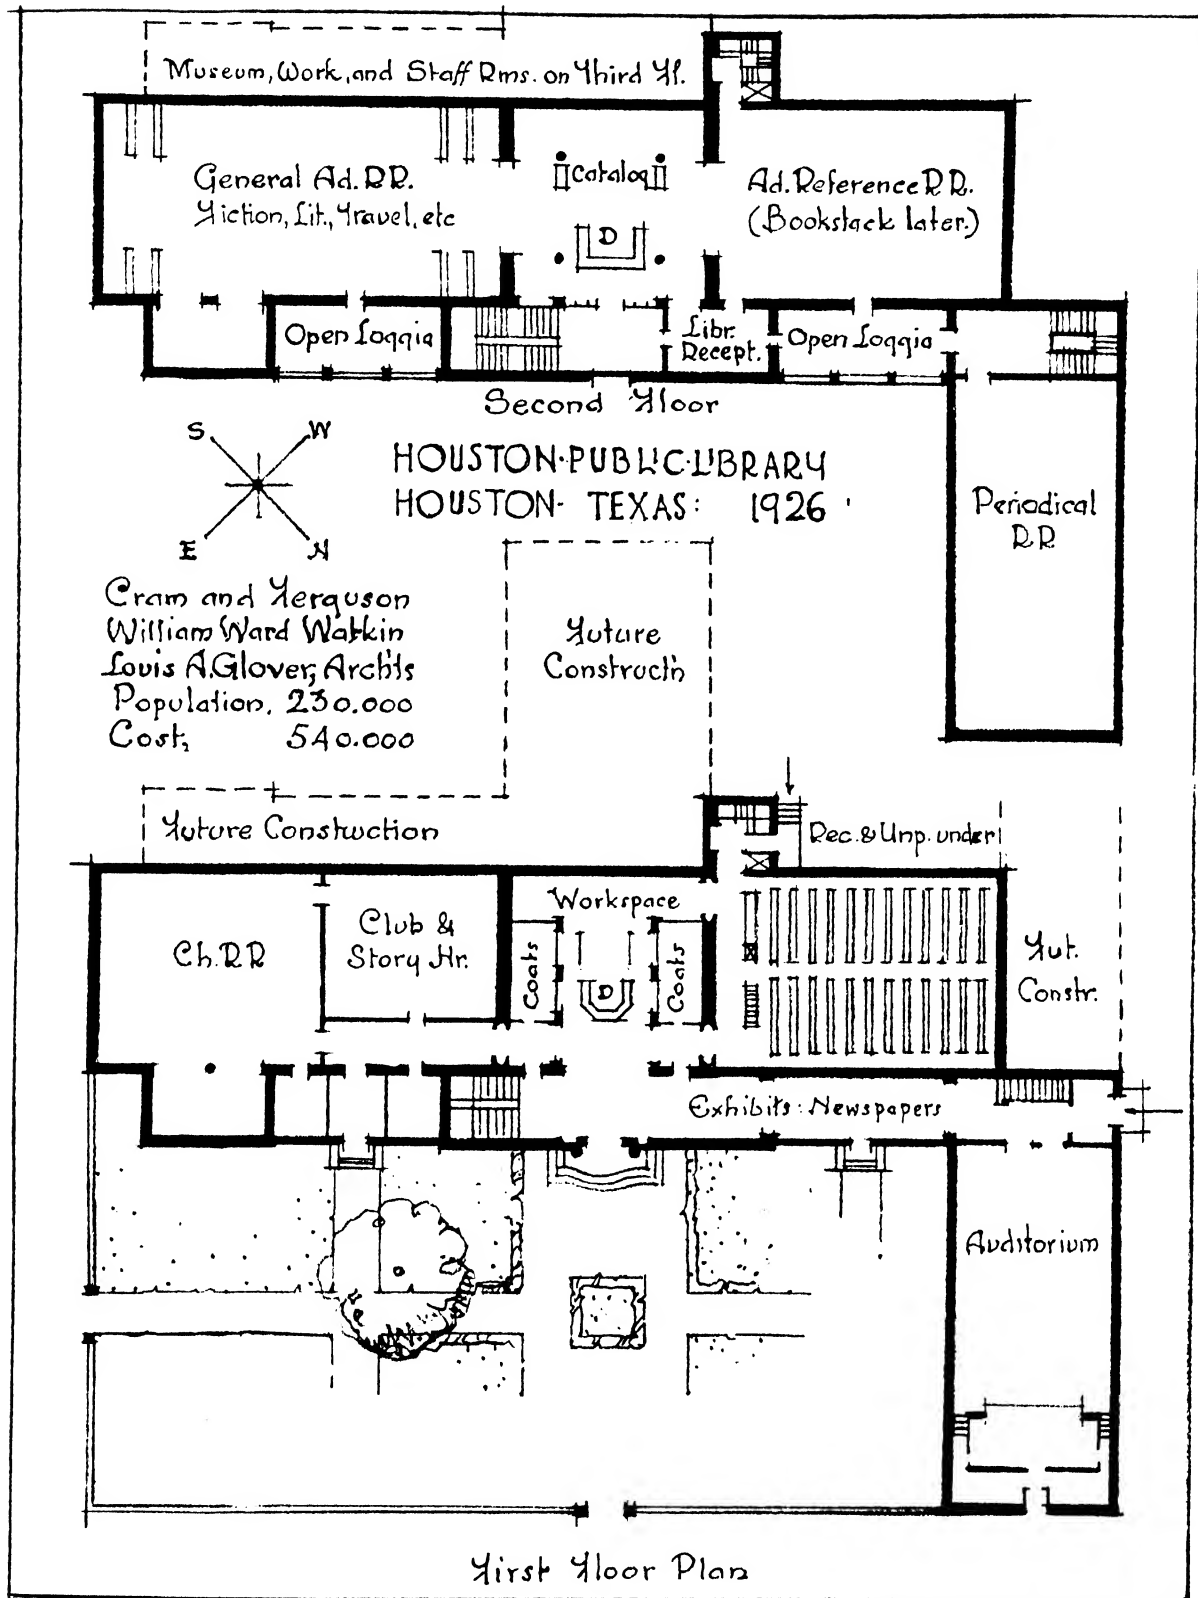 Museum, Work, and Staff Rms. on Third Fl.
General Ad. R.R.
Fiction, Lit., Travel, etc
Catalog
D
Ad. Reference R.R.
(Bookstack later.)
Open Loggia
Libr.
Recept.
Open Loggia
Second Floor
S
W
E
N
HOUSTON·PUBLIC·LIBRARY
HOUSTON- TEXAS: 1926
Periodical
R.R
Cram and Ferguson
William Ward Watkin
Louis A. Glover, Archts
Population. 230.000
Cost, 540.000
Future
Constructn
Future Construction
Rec. & Unp. under
Ch. R.R
Club &
Story Hr.
Workspace
Coats
D
Coats
Fut.
Constr.
Exhibits: Newspapers
Auditorium
First Floor Plan